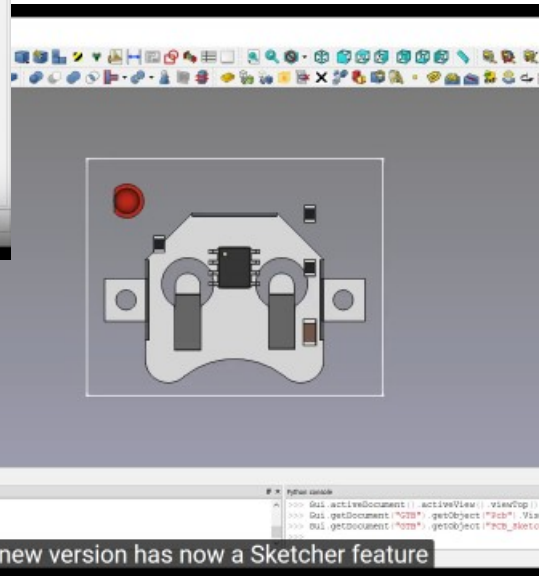 Python console
>>> Gui.activeDocument().activeView().viewTop()
>>> Gui.getDocument("GTB").getObject("Pcb").Vis
>>> Gui.getDocument("GTB").getObject("PCB_Sketc
>>>
new version has now a Sketcher feature